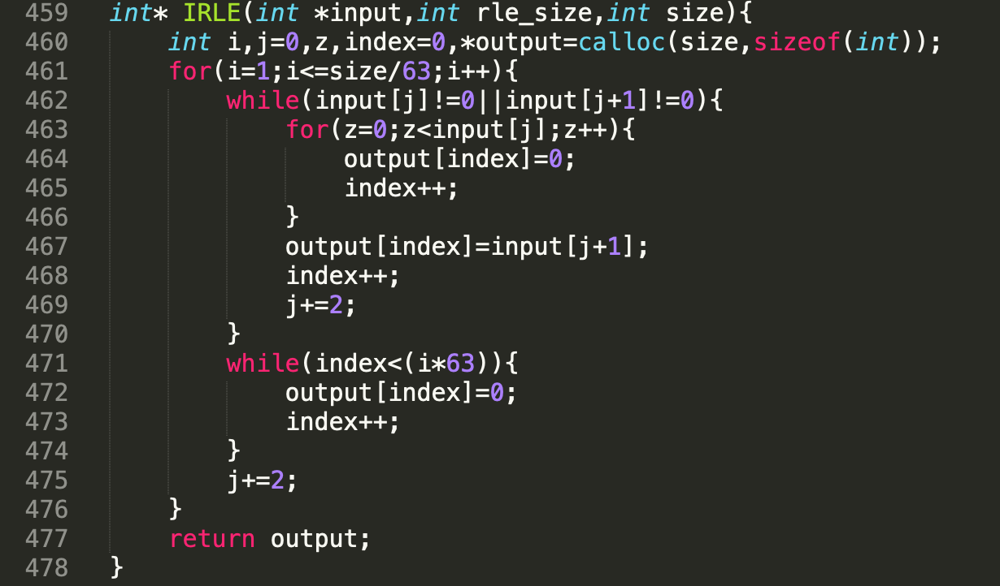 459 int* IRLE(int *input,int rle_size,int size){
460     int i,j=0,z,index=0,*output=calloc(size,sizeof(int));
461     for(i=1;i<=size/63;i++){
462         while(input[j]!=0||input[j+1]!=0){
463             for(z=0;z<input[j];z++){
464                 output[index]=0;
465                 index++;
466             }
467             output[index]=input[j+1];
468             index++;
469             j+=2;
470         }
471         while(index<(i*63)){
472             output[index]=0;
473             index++;
474         }
475         j+=2;
476     }
477     return output;
478 }